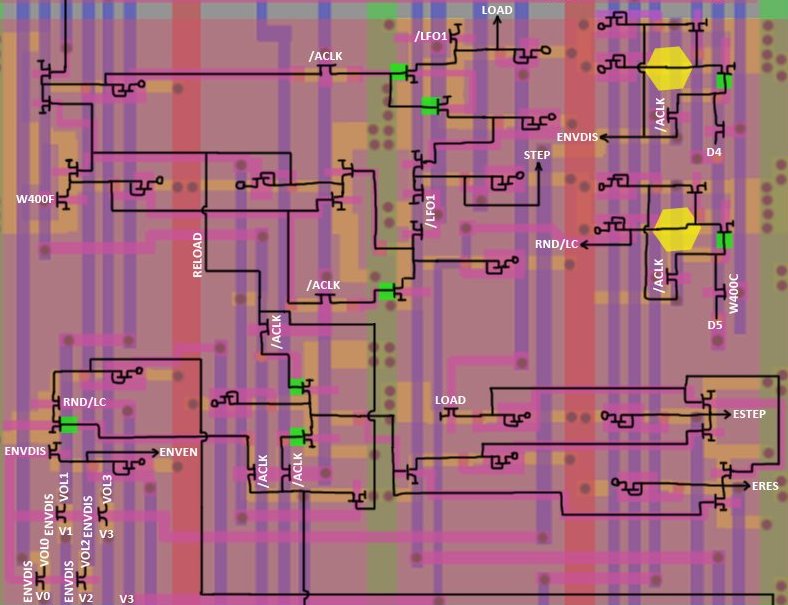 LOAD
/LFO1
/ACLK
/ACLK
ENVDIS
D4
STEP
W400F
/LFO1
RND/LC
RELOAD
/ACLK
W400C
/ACLK
D5
/ACLK
RND/LC
LOAD
ESTEP
ENVDIS
ENVEN
/ACLK
/ACLK
ERES
ENVDIS
VOL1
V1
ENVDIS
VOL3
V3
ENVDIS
VOL0
V0
ENVDIS
VOL2
V2
V3